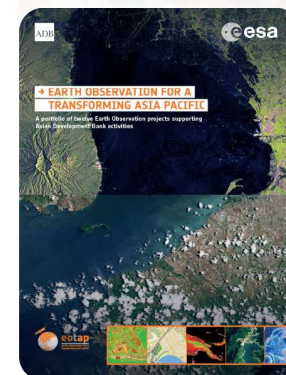 ADB
esa
→ EARTH OBSERVATION FOR A
TRANSFORMING ASIA PACIFIC
A portfolio of twelve Earth Observation projects supporting
Asian Development Bank activities
eotap